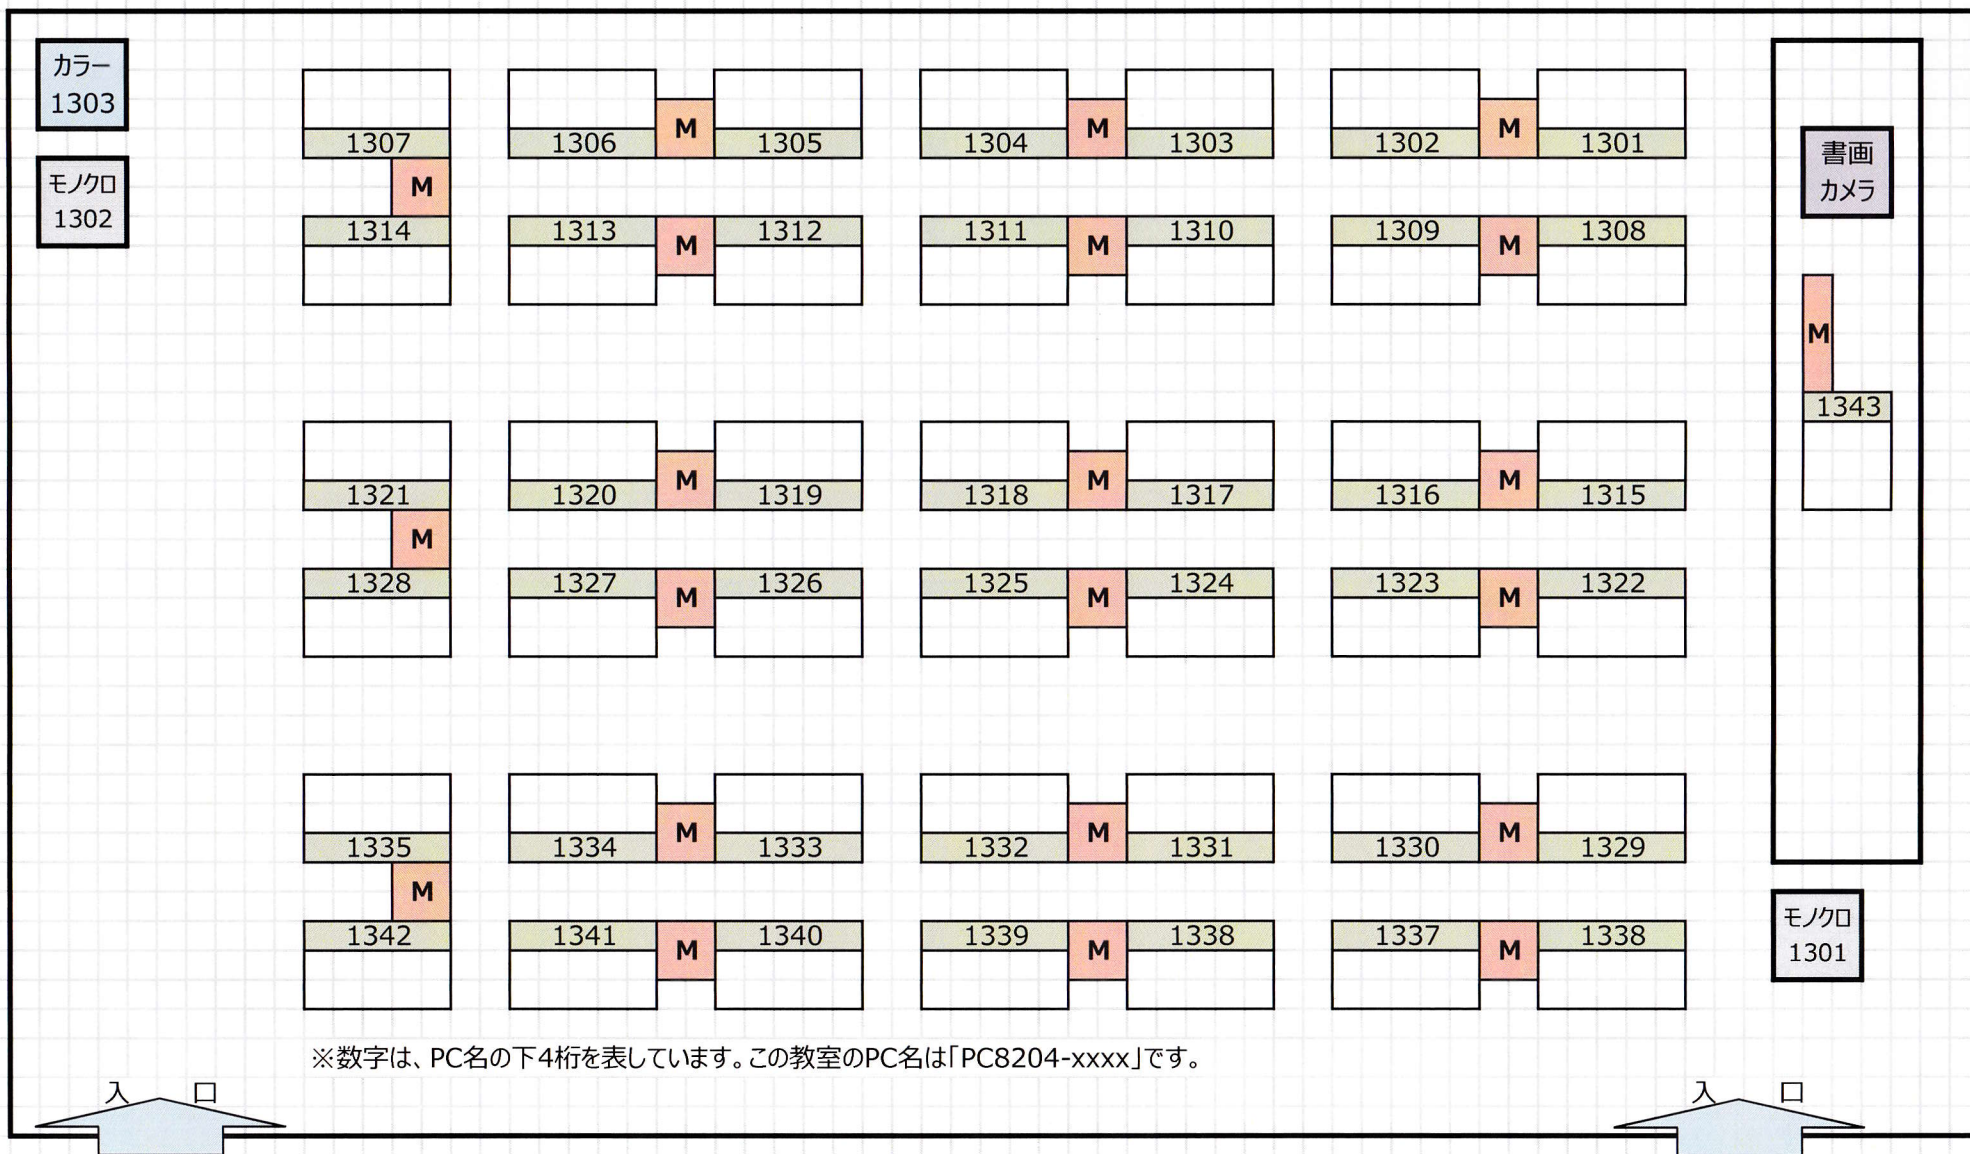 カラー
1303
モノクロ
1302
1307
1306 M 1305
1304 M 1303
1302 M 1301
M
1314
1313 M 1312
1311 M 1310
1309 M 1308
書画
カメラ
M
1343
1321
1320 M 1319
1318 M 1317
1316 M 1315
M
1328
1327 M 1326
1325 M 1324
1323 M 1322
1335
1334 M 1333
1332 M 1331
1330 M 1329
M
1342
1341 M 1340
1339 M 1338
1337 M 1338
モノクロ
1301
※数字は、PC名の下4桁を表しています。この教室のPC名は「PC8204-xxxx」です。
入 口
入 口